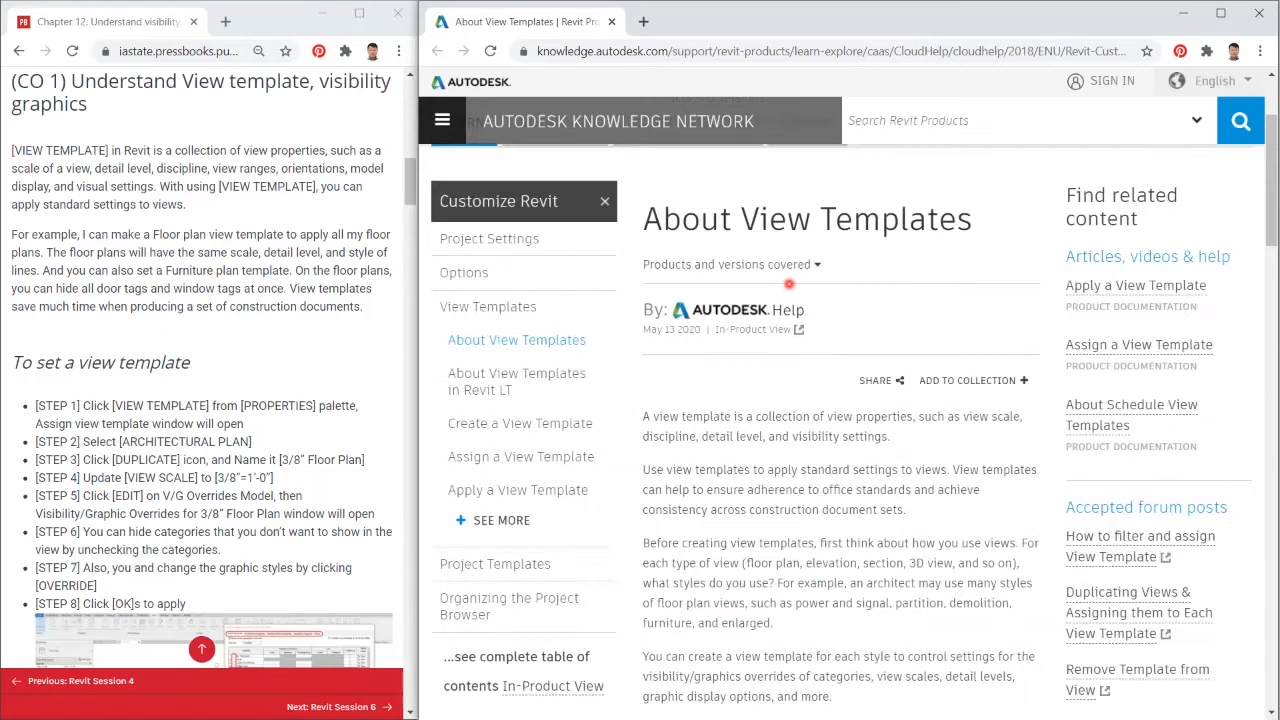 Chapter 12. Understand visibility
iastate.pressbooks.pu...
(CO 1) Understand View template, visibility
graphics
[VIEW TEMPLATE] in Revit is a collection of view properties, such as a
scale of a view, detail level, discipline, view ranges, orientations, model
display, and visual settings. With using [VIEW TEMPLATE], you can
apply standard settings to views.
For example, I can make a Floor plan view template to apply all my floor
plans. The floor plans will have the same scale, detail level, and style of
lines. And you can also set a Furniture plan template. On the floor plans,
you can hide all door tags and window tags at once. View templates
save much time when producing a set of construction documents.
To set a view template
• [STEP 1] Click [VIEW TEMPLATE] from [PROPERTIES] palette,
Assign view template window will open
• [STEP 2] Select [ARCHITECTURAL PLAN]
• [STEP 3] Click [DUPLICATE] icon, and Name it [3/8” Floor Plan]
• [STEP 4] Update [VIEW SCALE] to [3/8”=1’-0”]
• [STEP 5] Click [EDIT] on V/G Overrides Model, then
Visibility/Graphic Overrides for 3/8” Floor Plan window will open
• [STEP 6] You can hide categories that you don’t want to show in the
view by unchecking the categories.
• [STEP 7] Also, you and change the graphic styles by clicking
[OVERRIDE]
• [STEP 8] Click [OK]s to apply
Previous: Revit Session 4
Next: Revit Session 6
About View Templates | Revit Pro
knowledge.autodesk.com/support/revit-products/learn-explore/caas/CloudHelp/cloudhelp/2018/ENU/Revit-Cust...
AUTODESK.
SIGN IN
English
AUTODESK KNOWLEDGE NETWORK
Search Revit Products
Customize Revit
Project Settings
Options
View Templates
About View Templates
About View Templates
in Revit LT
Create a View Template
Assign a View Template
Apply a View Template
+ SEE MORE
Project Templates
Organizing the Project
Browser
...see complete table of
contents In-Product View
About View Templates
Products and versions covered
By: AUTODESK. Help
May 13 2020 | In-Product View
SHARE
ADD TO COLLECTION +
A view template is a collection of view properties, such as view scale,
discipline, detail level, and visibility settings.
Use view templates to apply standard settings to views. View templates
can help to ensure adherence to office standards and achieve
consistency across construction document sets.
Before creating view templates, first think about how you use views. For
each type of view (floor plan, elevation, section, 3D view, and so on),
what styles do you use? For example, an architect may use many styles
of floor plan views, such as power and signal, partition, demolition,
furniture, and enlarged.
You can create a view template for each style to control settings for the
visibility/graphics overrides of categories, view scales, detail levels,
graphic display options, and more.
Find related
content
Articles, videos & help
Apply a View Template
PRODUCT DOCUMENTATION
Assign a View Template
PRODUCT DOCUMENTATION
About Schedule View
Templates
PRODUCT DOCUMENTATION
Accepted forum posts
How to filter and assign
View Template
Duplicating Views &
Assigning them to Each
View Template
Remove Template from
View